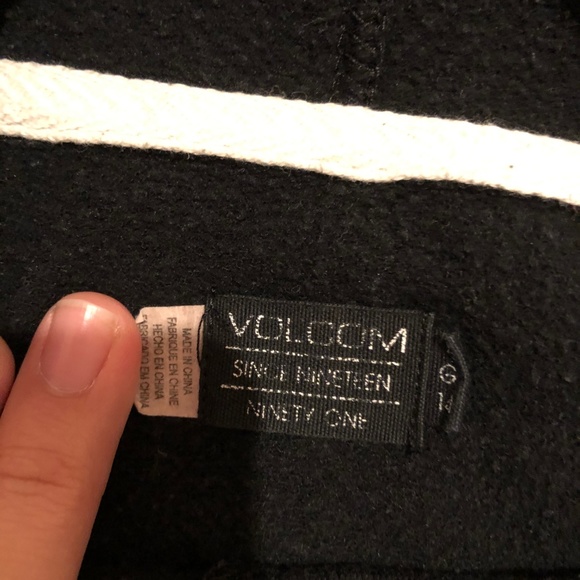 MADE IN CHINA
FABRIQUE EN CHINE
HECHO EN CHINA
FABRICADO EM CHINA
VOLCOM
SINCE NINETEEN
NINETY ONE
G